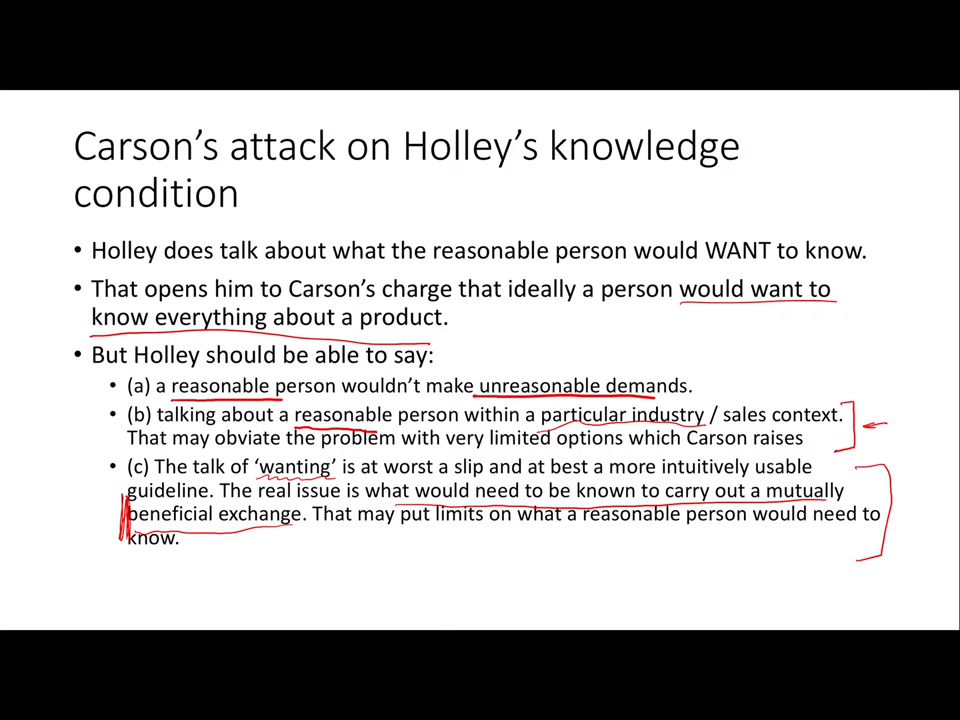 Carson’s attack on Holley’s knowledge
condition
• Holley does talk about what the reasonable person would WANT to know.
• That opens him to Carson’s charge that ideally a person would want to
know everything about a product.
• But Holley should be able to say:
• (a) a reasonable person wouldn’t make unreasonable demands.
• (b) talking about a reasonable person within a particular industry / sales context.
That may obviate the problem with very limited options which Carson raises
• (c) The talk of ‘wanting’ is at worst a slip and at best a more intuitively usable
guideline. The real issue is what would need to be known to carry out a mutually
beneficial exchange. That may put limits on what a reasonable person would need to
know.